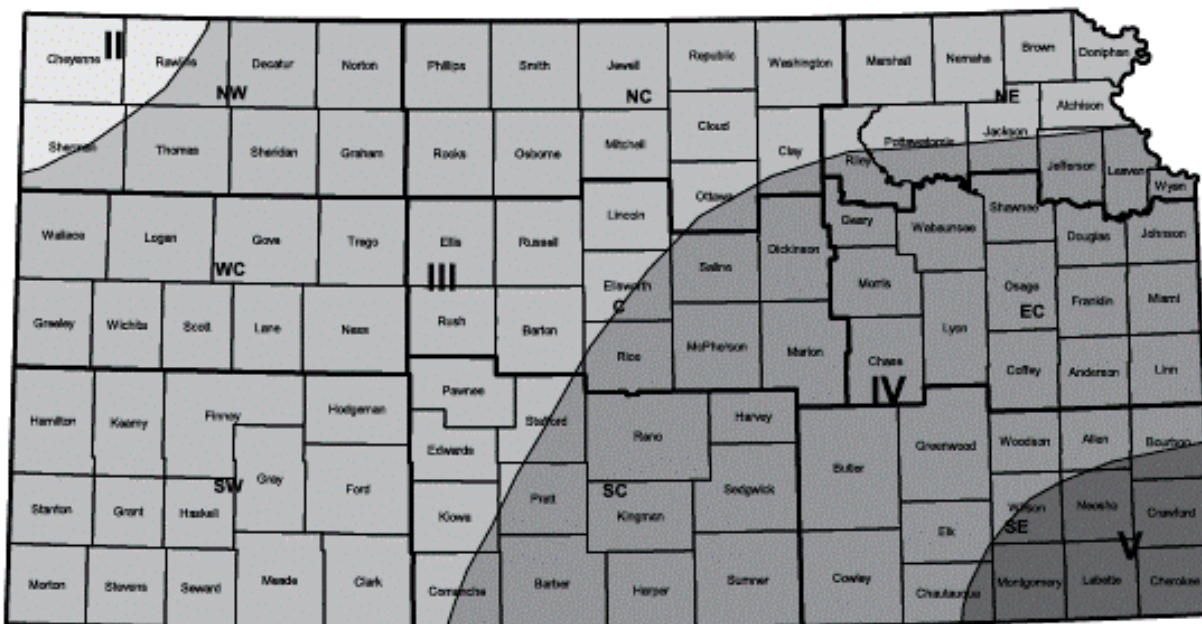 Cheyenne
II
Rawlins
Decatur
Norton
Phillips
Smith
Jewell
Republic
Washington
Marshall
Nemaha
Brown
Doniphan
NW
NC
NE
Atchison
Sherman
Thomas
Sheridan
Graham
Rooks
Osborne
Mitchell
Cloud
Clay
Riley
Pottawatomie
Jackson
Jefferson
Leaven
Wyan
Ottawa
Lincoln
Geary
Wabaunsee
Shawnee
Wallace
Logan
Gove
Trego
Ellis
Russell
Saline
Dickinson
Douglas
Johnson
WC
III
Ellsworth
C
Morris
Osage
EC
Franklin
Miami
Greeley
Wichita
Scott
Lane
Ness
Rush
Barton
Rice
McPherson
Marion
Chase
Lyon
Coffey
Anderson
Linn
IV
Pawnee
Hamilton
Kearny
Finney
Hodgeman
Stafford
Reno
Harvey
Edwards
Butler
Greenwood
Woodson
Allen
Bourbon
SW
Gray
Ford
Pratt
SC
Sedgwick
Kingman
Stanton
Grant
Haskell
Kiowa
Elk
Wilson
SE
Neosho
Crawford
V
Morton
Stevens
Seward
Meade
Clark
Comanche
Barber
Harper
Sumner
Cowley
Chautauqua
Montgomery
Labette
Cherokee